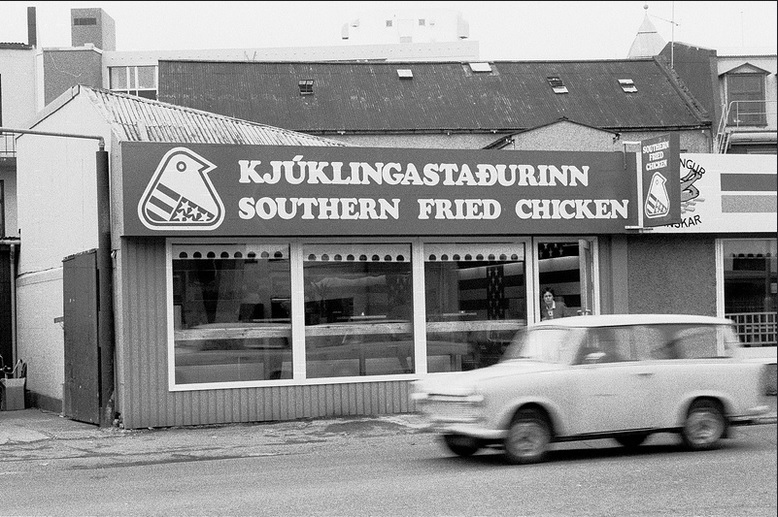 KJÚKLINGASTAÐURINN
SOUTHERN FRIED CHICKEN
SOUTHERN
FRIED
CHICKEN